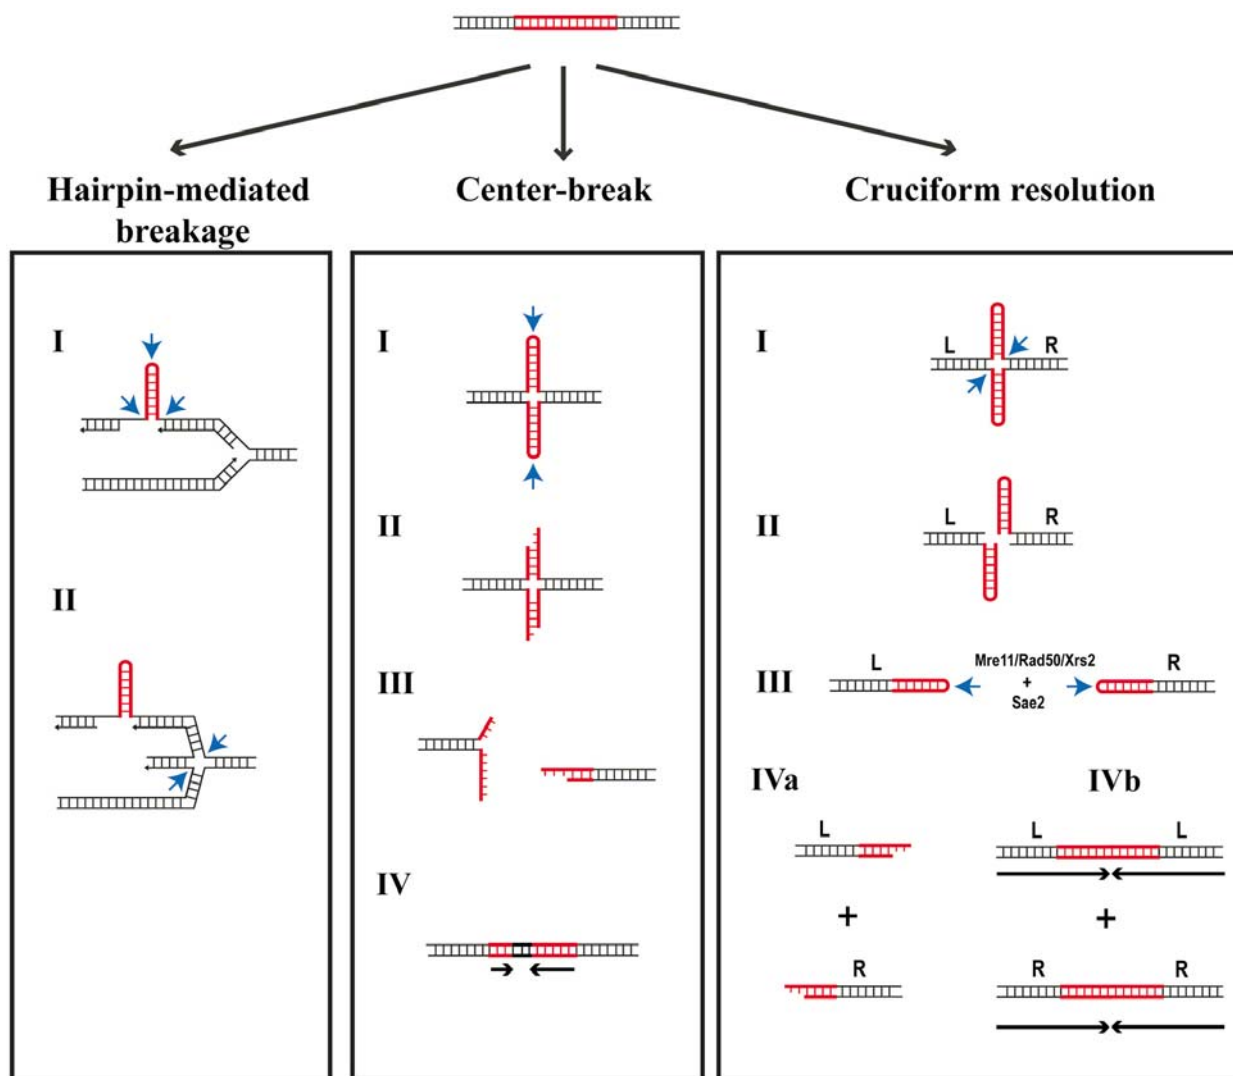 Hairpin-mediated
breakage
Center-break
Cruciform resolution
I
II
I
II
III
IV
I
L R
II
L R
III
L R
Mre11/Rad50/Xrs2
+
Sae2
IVa
L
+
R
IVb
L L
+
R R